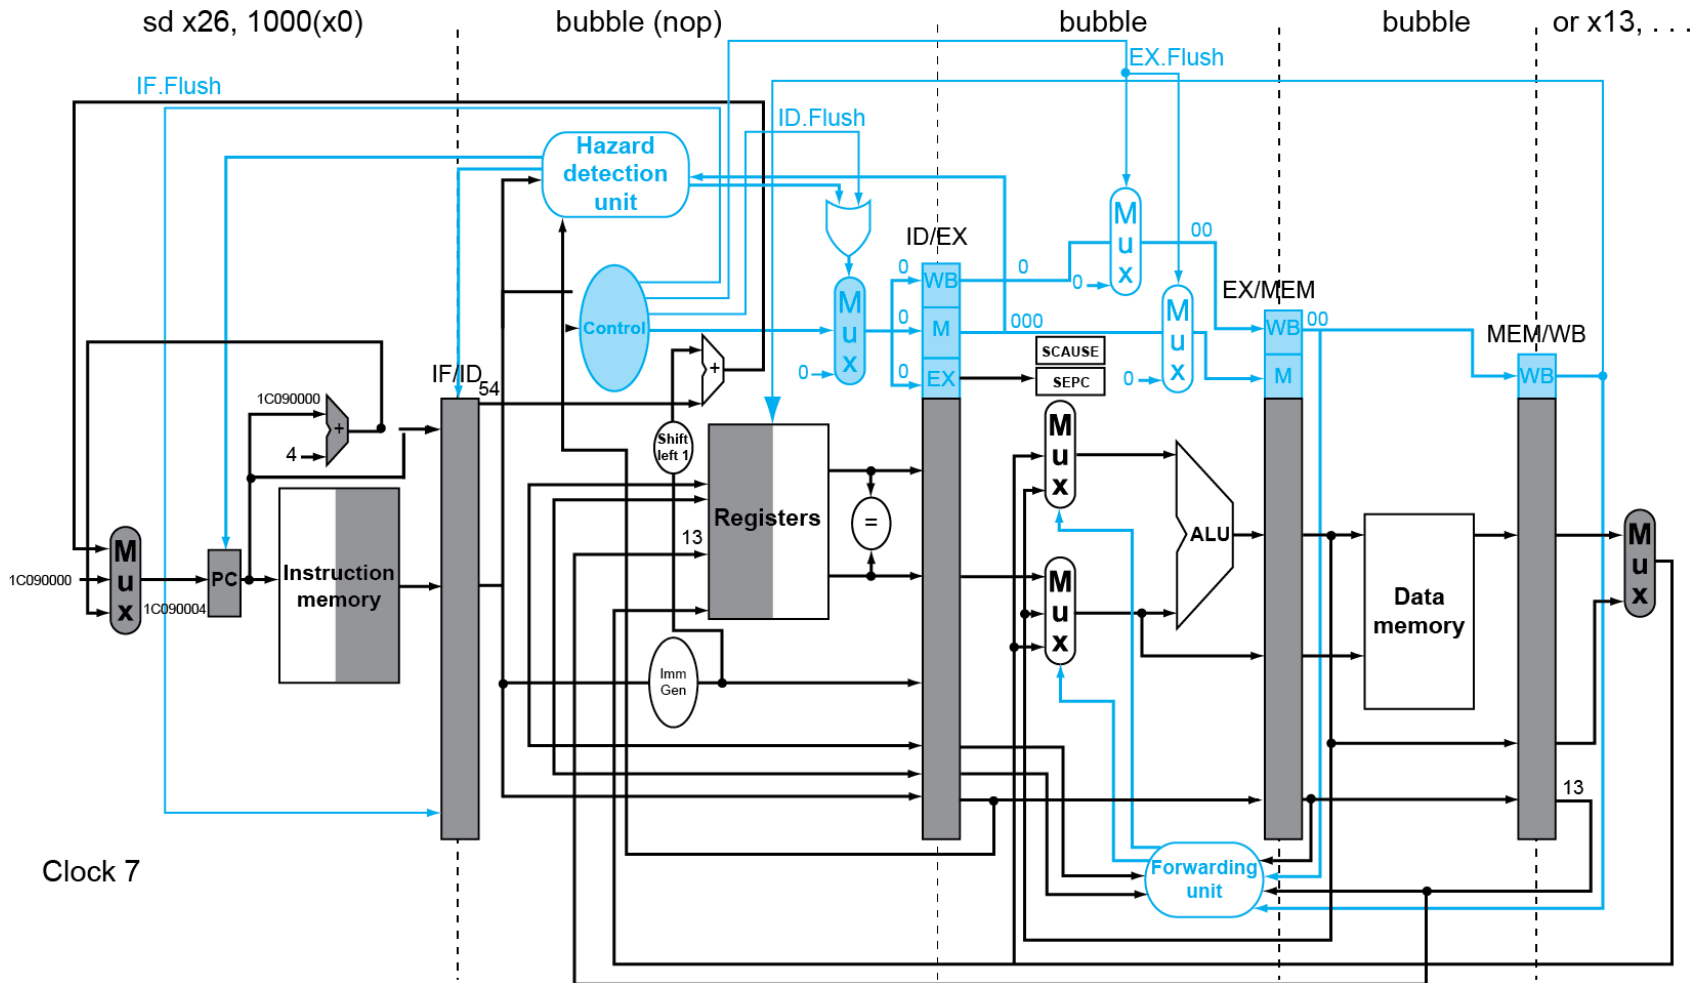 sd x26, 1000(x0)
bubble (nop)
bubble
bubble
or x13, . . .
IF.Flush
EX.Flush
ID.Flush
Hazard
detection
unit
Control
M
u
x
0
ID/EX
0
WB
0
M
0
EX
0
000
M
u
x
0
00
M
u
x
0
SCAUSE
SEPC
EX/MEM
WB
00
M
MEM/WB
WB
IF/ID
54
+
1C090000
+
4
Shift
left 1
Registers
13
=
M
u
x
1C090000
1C090004
PC
Instruction
memory
Imm
Gen
M
u
x
M
u
x
ALU
Data
memory
M
u
x
13
Forwarding
unit
Clock 7